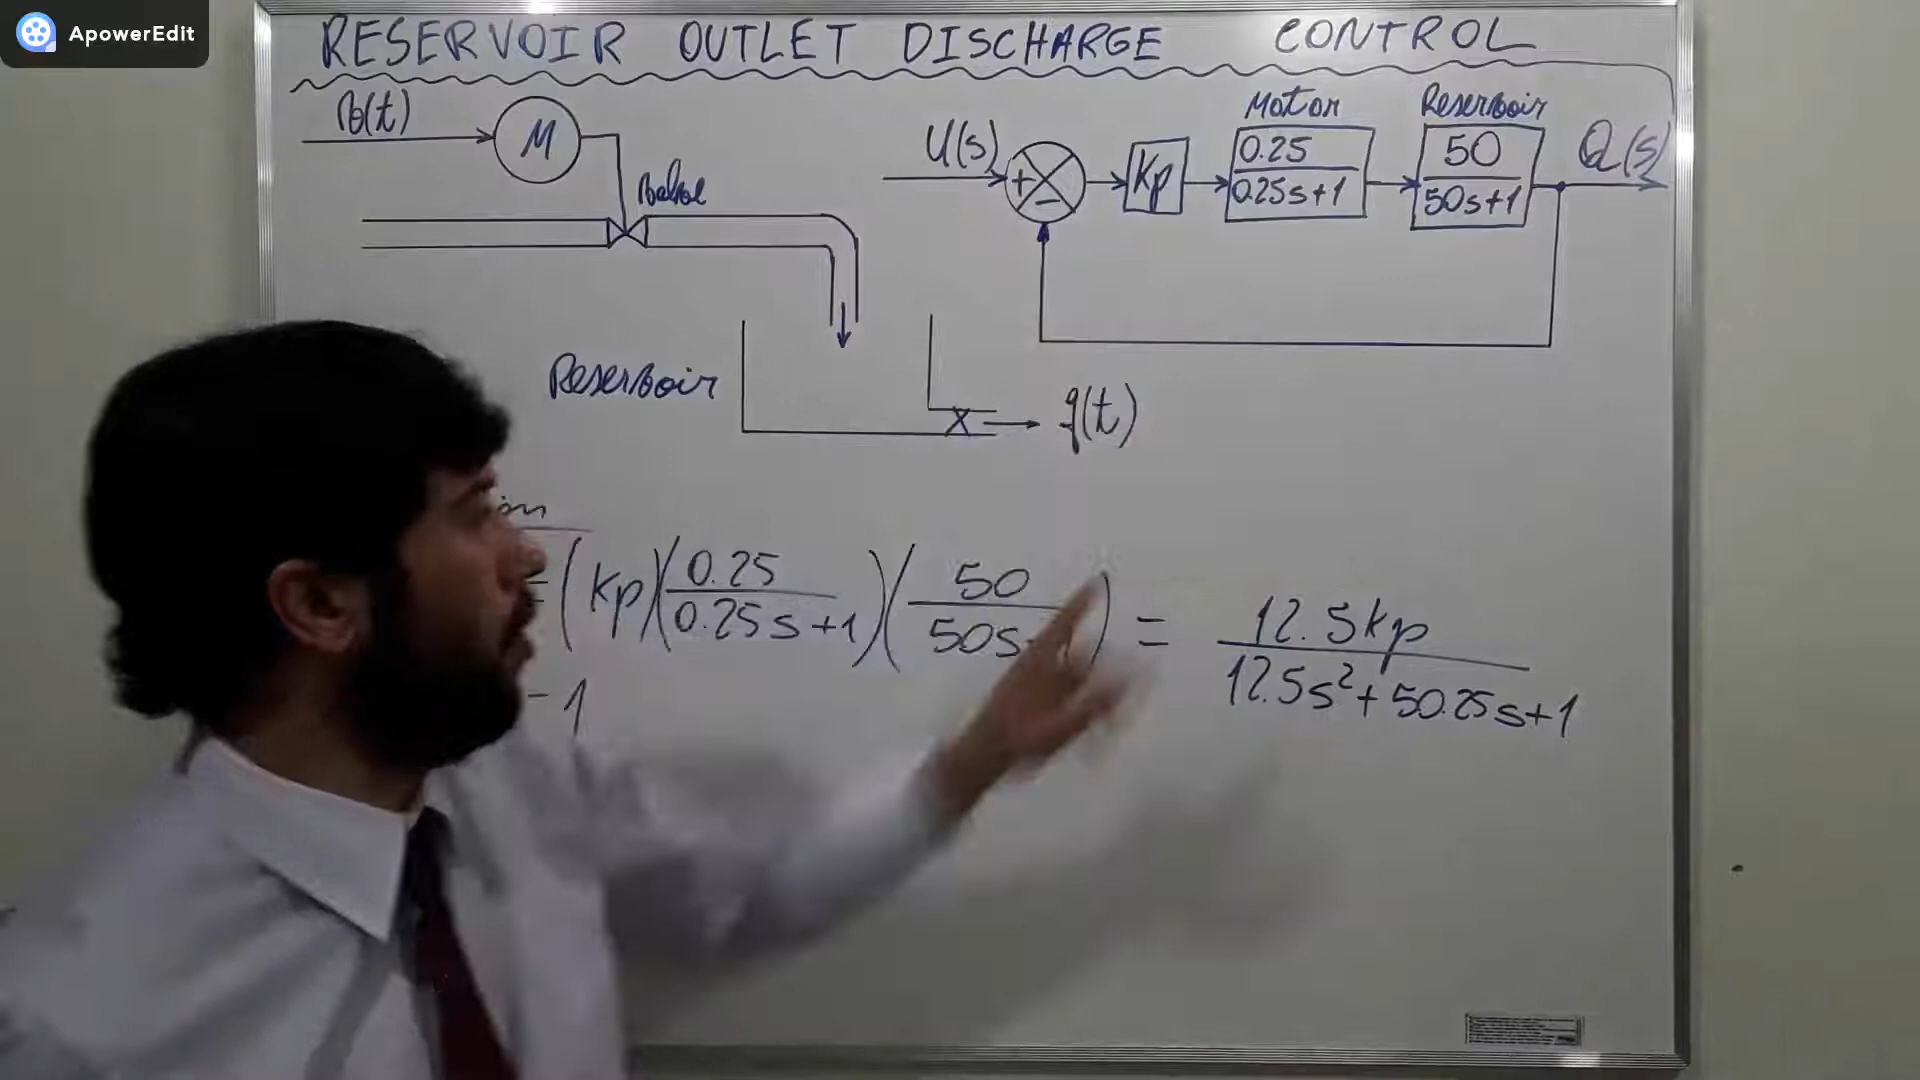 ApowerEdit
RESERVOIR OUTLET DISCHARGE CONTROL
M
U(s)
+
-
Kp
Motor
0.25
0.25s+1
Reservoir
50
50s+1
Q(s)
Reservoir
q(t)
= (Kp)(0.25/0.25s+1)(50/50s ) = 12.5Kp/12.5s²+50.25s+1
-1